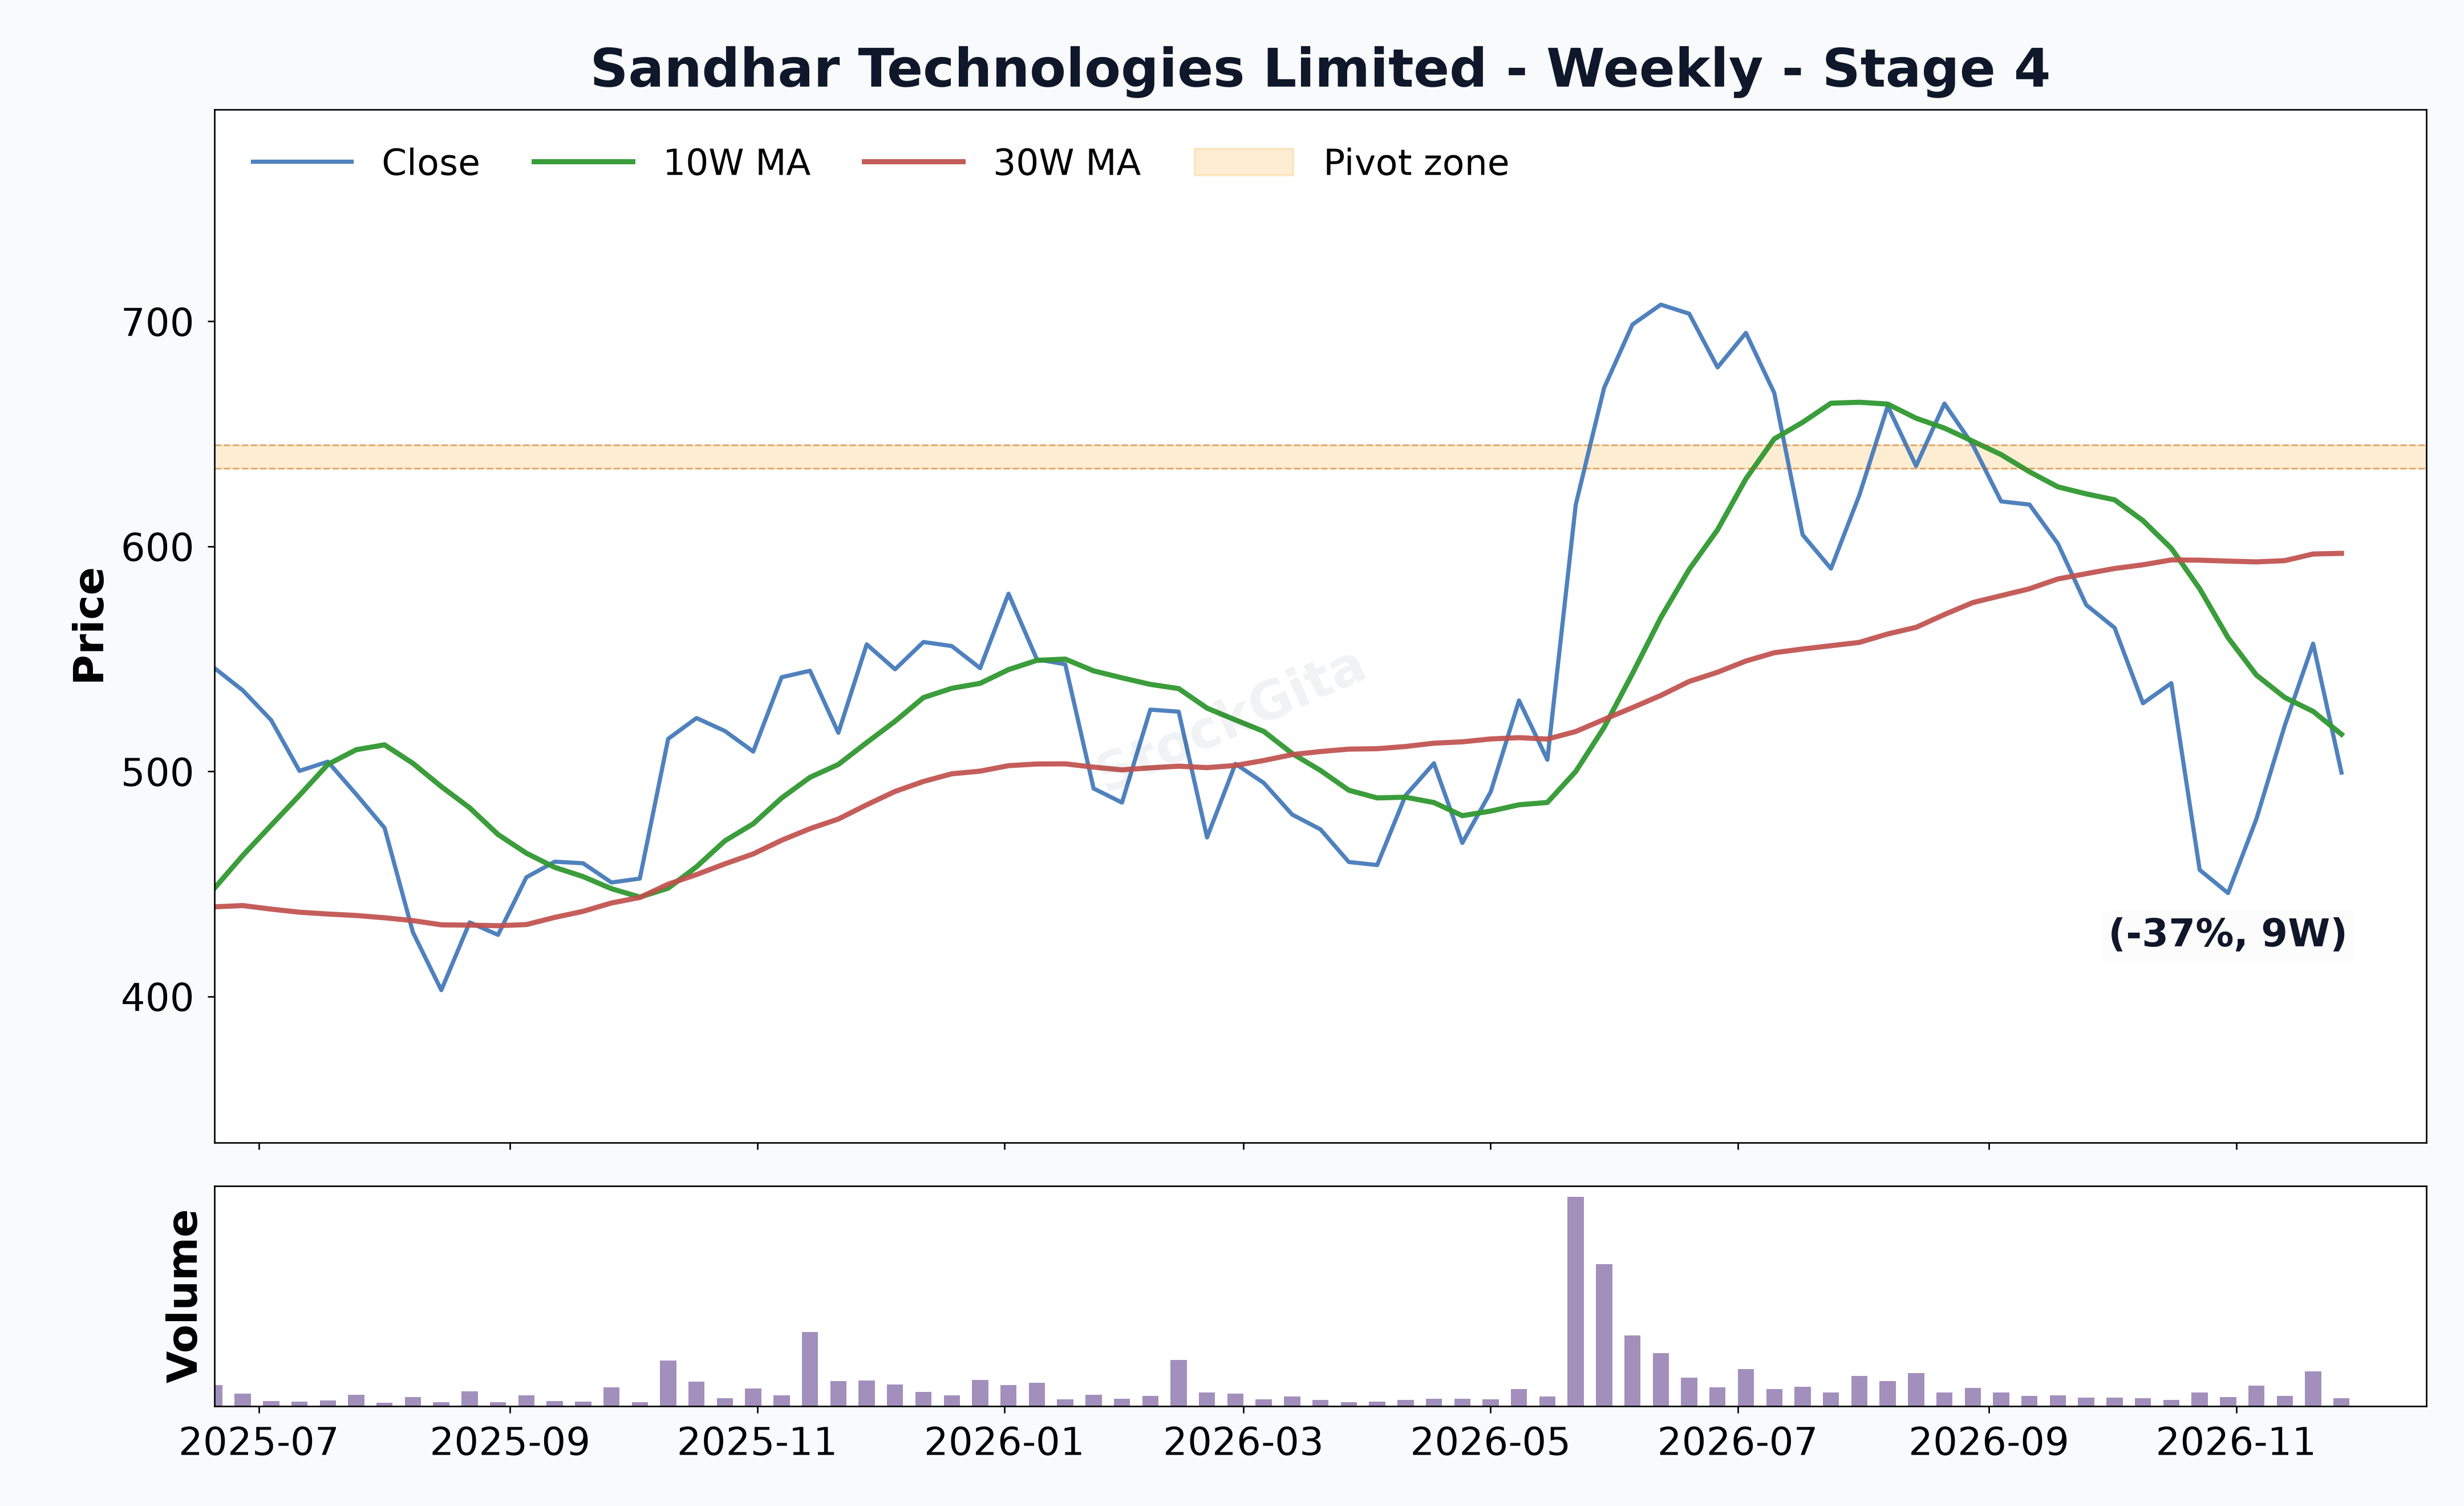 Sandhar Technologies Limited - Weekly - Stage 4
Close
10W MA
30W MA
Pivot zone
700
600
500
400
Price
StockGita
(-37%, 9W)
Volume
2025-07
2025-09
2025-11
2026-01
2026-03
2026-05
2026-07
2026-09
2026-11